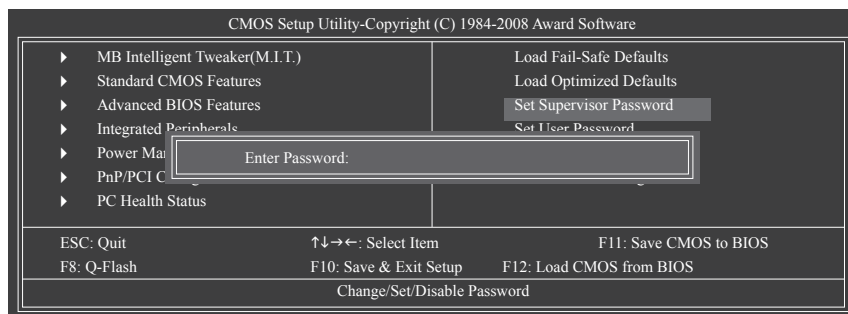 CMOS Setup Utility-Copyright (C) 1984-2008 Award Software
MB Intelligent Tweaker(M.I.T.)
Standard CMOS Features
Advanced BIOS Features
Integrated Peripherals
Power
PnP/PCI
PC Health Status
Load Fail-Safe Defaults
Load Optimized Defaults
Set Supervisor Password
Set User Password
Enter Password:
ESC: Quit ↑↓→←: Select Item F11: Save CMOS to BIOS
F8: Q-Flash F10: Save & Exit Setup F12: Load CMOS from BIOS
Change/Set/Disable Password